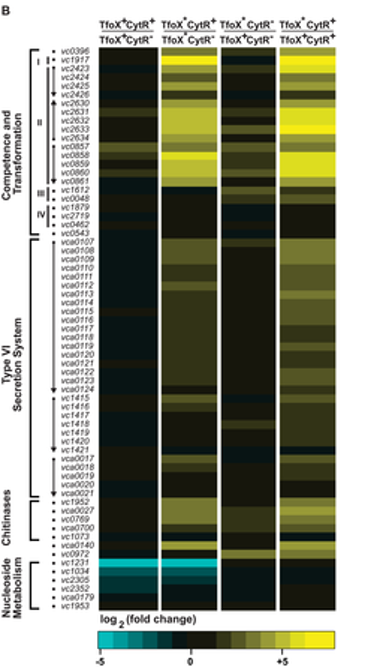 B
TfoX⁺CytR⁺ TfoX*CytR⁺ TfoX*CytR⁻ TfoX*CytR⁺
TfoX⁺CytR⁻ TfoX*CytR⁻ TfoX⁺CytR⁻ TfoX⁺CytR⁺
Competence and
Transformation
I
II
III
IV
vc0396
vc1917
vc2423
vc2424
vc2425
vc2426
vc2630
vc2631
vc2632
vc2633
vc2634
vc0857
vc0858
vc0859
vc0860
vc0861
vc1612
vc0048
vc1879
vc2719
vc0462
vc0543
Type VI
Secretion System
vca0107
vca0108
vca0109
vca0110
vca0111
vca0112
vca0113
vca0114
vca0115
vca0116
vca0117
vca0118
vca0119
vca0120
vca0121
vca0122
vca0123
vca0124
vc1415
vc1416
vc1417
vc1418
vc1419
vc1420
vc1421
vca0017
vca0018
vca0019
vca0020
vca0021
Chitinases
vc1952
vca0027
vc0769
vca0700
vc1073
vca0140
vc0972
Nucleoside
Metabolism
vc1231
vc1034
vc2305
vc2352
vca0179
vc1953
log₂(fold change)
-5 0 +5